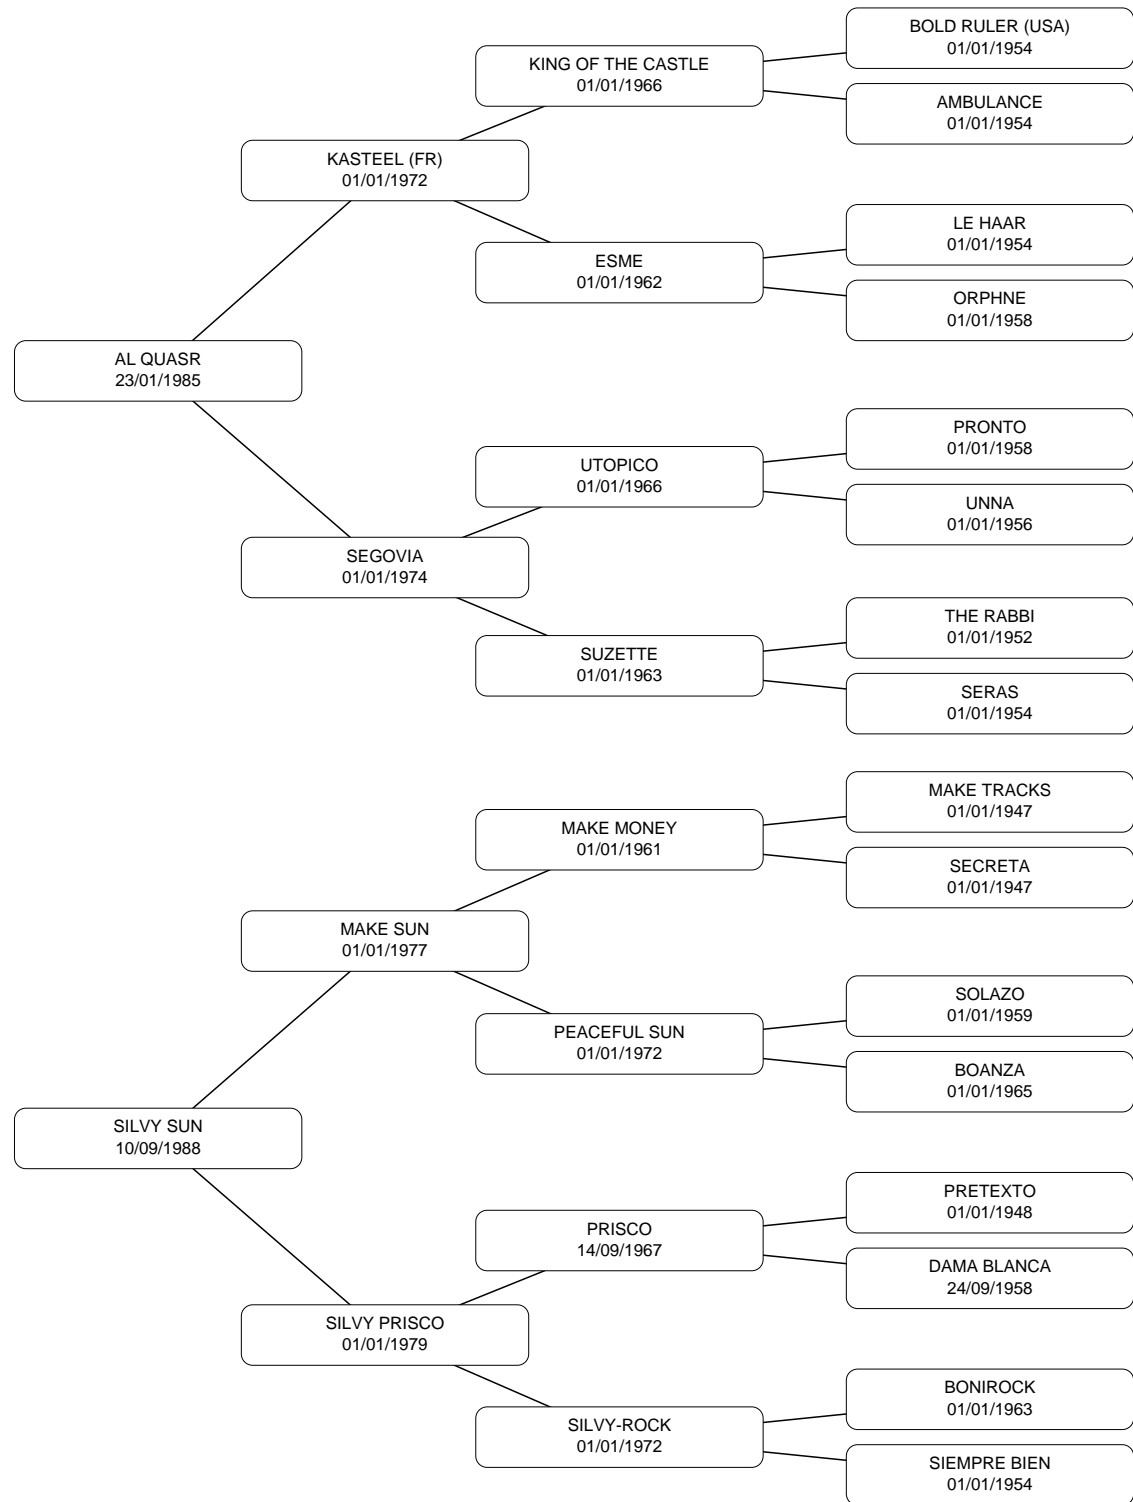 BOLD RULER (USA)
01/01/1954
KING OF THE CASTLE
01/01/1966
AMBULANCE
01/01/1954
KASTEEL (FR)
01/01/1972
LE HAAR
01/01/1954
ESME
01/01/1962
ORPHNE
01/01/1958
AL QUASR
23/01/1985
PRONTO
01/01/1958
UTOPICO
01/01/1966
UNNA
01/01/1956
SEGOVIA
01/01/1974
THE RABBI
01/01/1952
SUZETTE
01/01/1963
SERAS
01/01/1954
MAKE TRACKS
01/01/1947
MAKE MONEY
01/01/1961
SECRETA
01/01/1947
MAKE SUN
01/01/1977
SOLAZO
01/01/1959
PEACEFUL SUN
01/01/1972
BOANZA
01/01/1965
SILVY SUN
10/09/1988
PRETEXTO
01/01/1948
PRISCO
14/09/1967
DAMA BLANCA
24/09/1958
SILVY PRISCO
01/01/1979
BONIROCK
01/01/1963
SILVY-ROCK
01/01/1972
SIEMPRE BIEN
01/01/1954